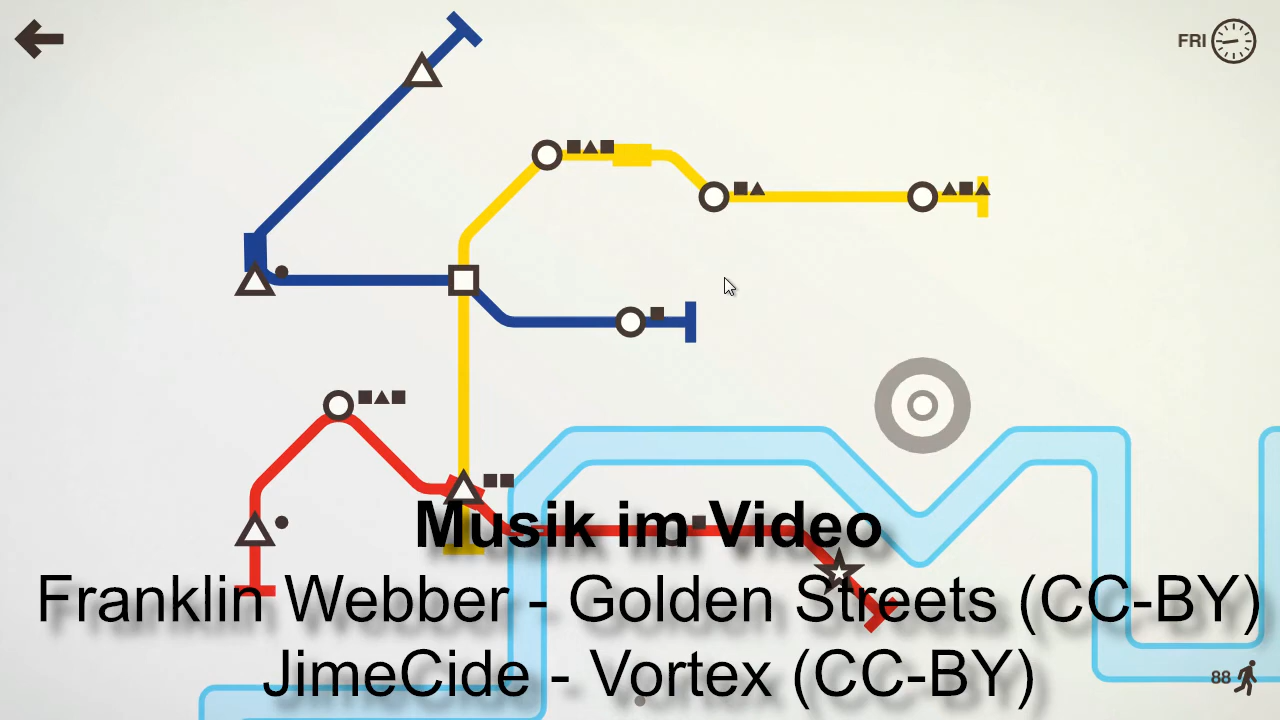 FRI
Musik im Video
Franklin Webber - Golden Streets (CC-BY)
JimeCide - Vortex (CC-BY)
88